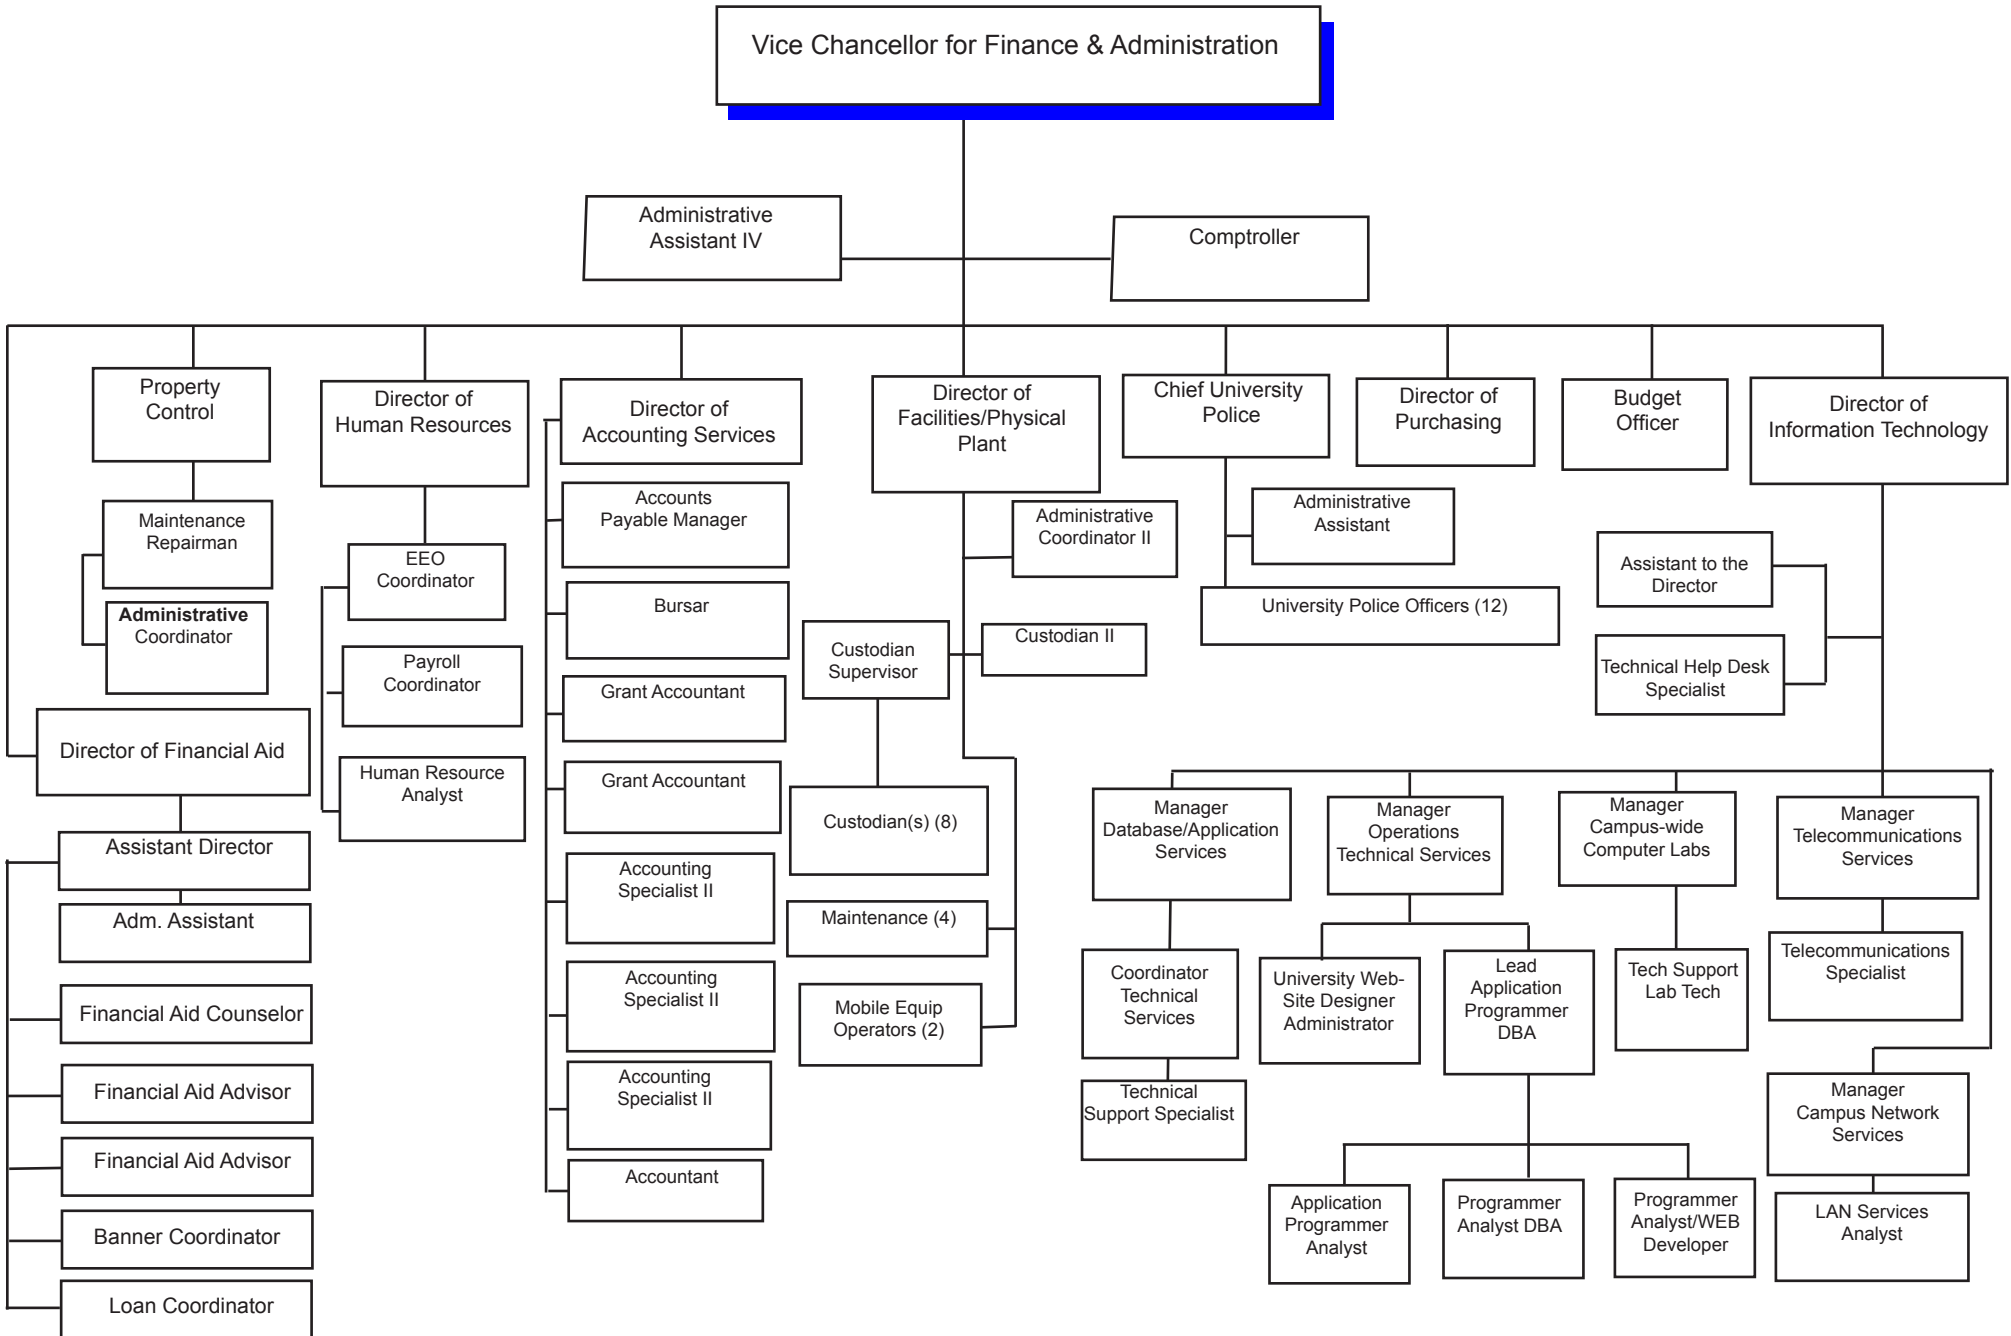 Vice Chancellor for Finance & Administration
Administrative
Assistant IV
Comptroller
Property
Control
Director of
Human Resources
Director of
Accounting Services
Director of
Facilities/Physical
Plant
Chief University
Police
Director of
Purchasing
Budget
Officer
Director of
Information Technology
Maintenance
Repairman
Administrative
Coordinator
Director of Financial Aid
Assistant Director
Adm. Assistant
Financial Aid Counselor
Financial Aid Advisor
Financial Aid Advisor
Banner Coordinator
Loan Coordinator
EEO
Coordinator
Payroll
Coordinator
Human Resource
Analyst
Accounts
Payable Manager
Bursar
Grant Accountant
Grant Accountant
Accounting
Specialist II
Accounting
Specialist II
Accounting
Specialist II
Accountant
Administrative
Coordinator II
Custodian
Supervisor
Custodian II
Custodian(s) (8)
Maintenance (4)
Mobile Equip
Operators (2)
Administrative
Assistant
University Police Officers (12)
Assistant to the
Director
Technical Help Desk
Specialist
Manager
Database/Application
Services
Coordinator
Technical
Services
Technical
Support Specialist
Manager
Operations
Technical Services
University Web-
Site Designer
Administrator
Lead
Application
Programmer
DBA
Application
Programmer
Analyst
Programmer
Analyst DBA
Programmer
Analyst/WEB
Developer
Manager
Campus-wide
Computer Labs
Tech Support
Lab Tech
Manager
Telecommunications
Services
Telecommunications
Specialist
Manager
Campus Network
Services
LAN Services
Analyst